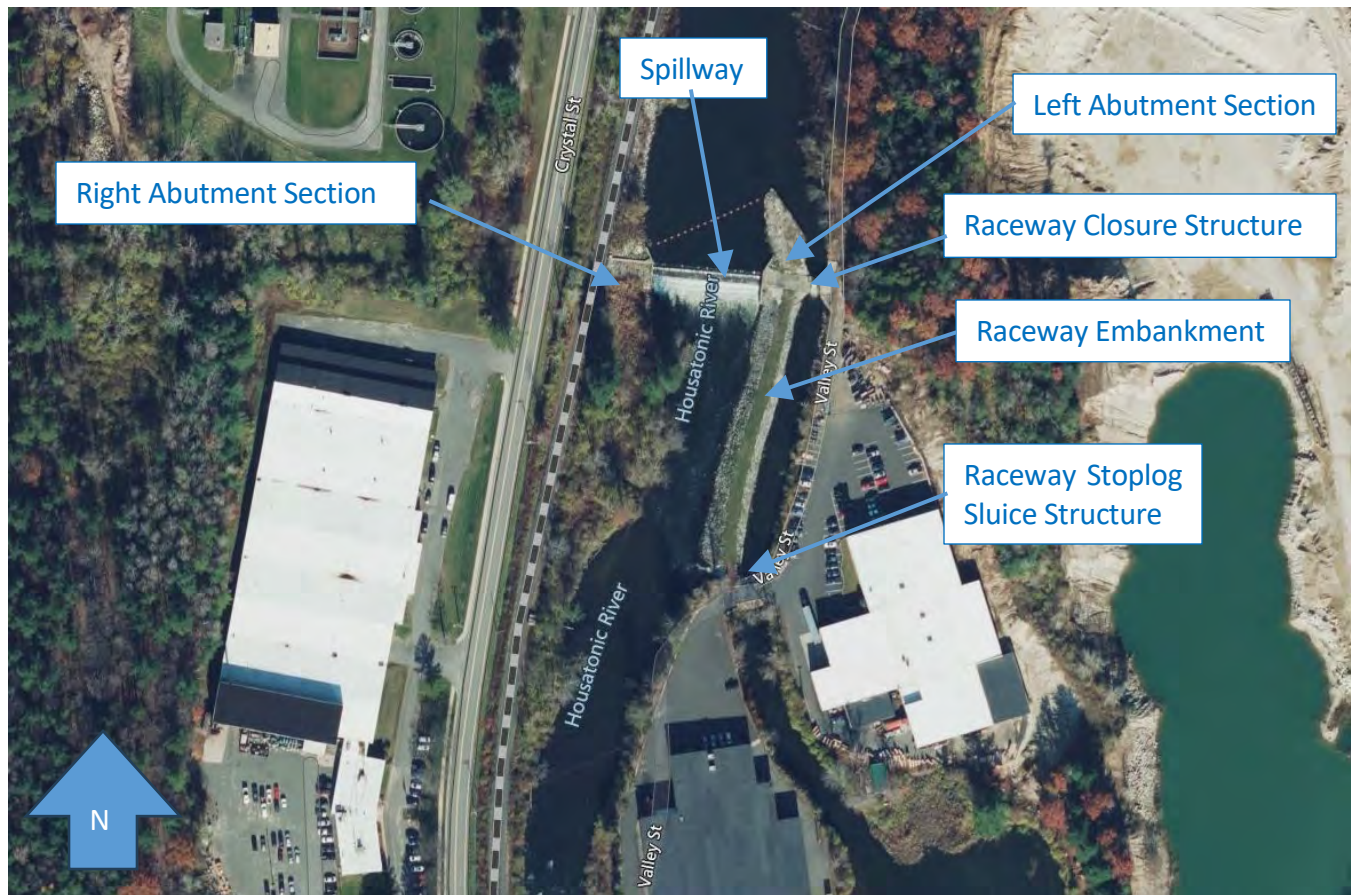 Spillway
Left Abutment Section
Crystal St
Right Abutment Section
Raceway Closure Structure
Housatonic River
Raceway Embankment
Valley St
Raceway Stoplog
Sluice Structure
Valley St
Housatonic River
N
Valley St